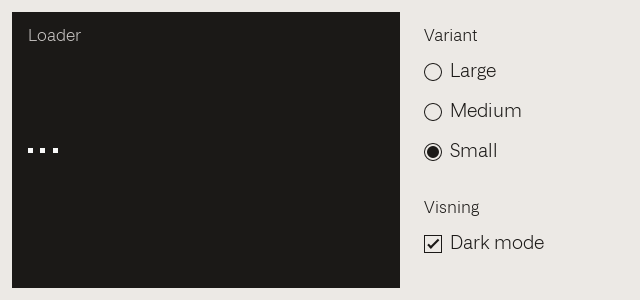 Loader
Variant
Large
Medium
Small
Visning
Dark mode